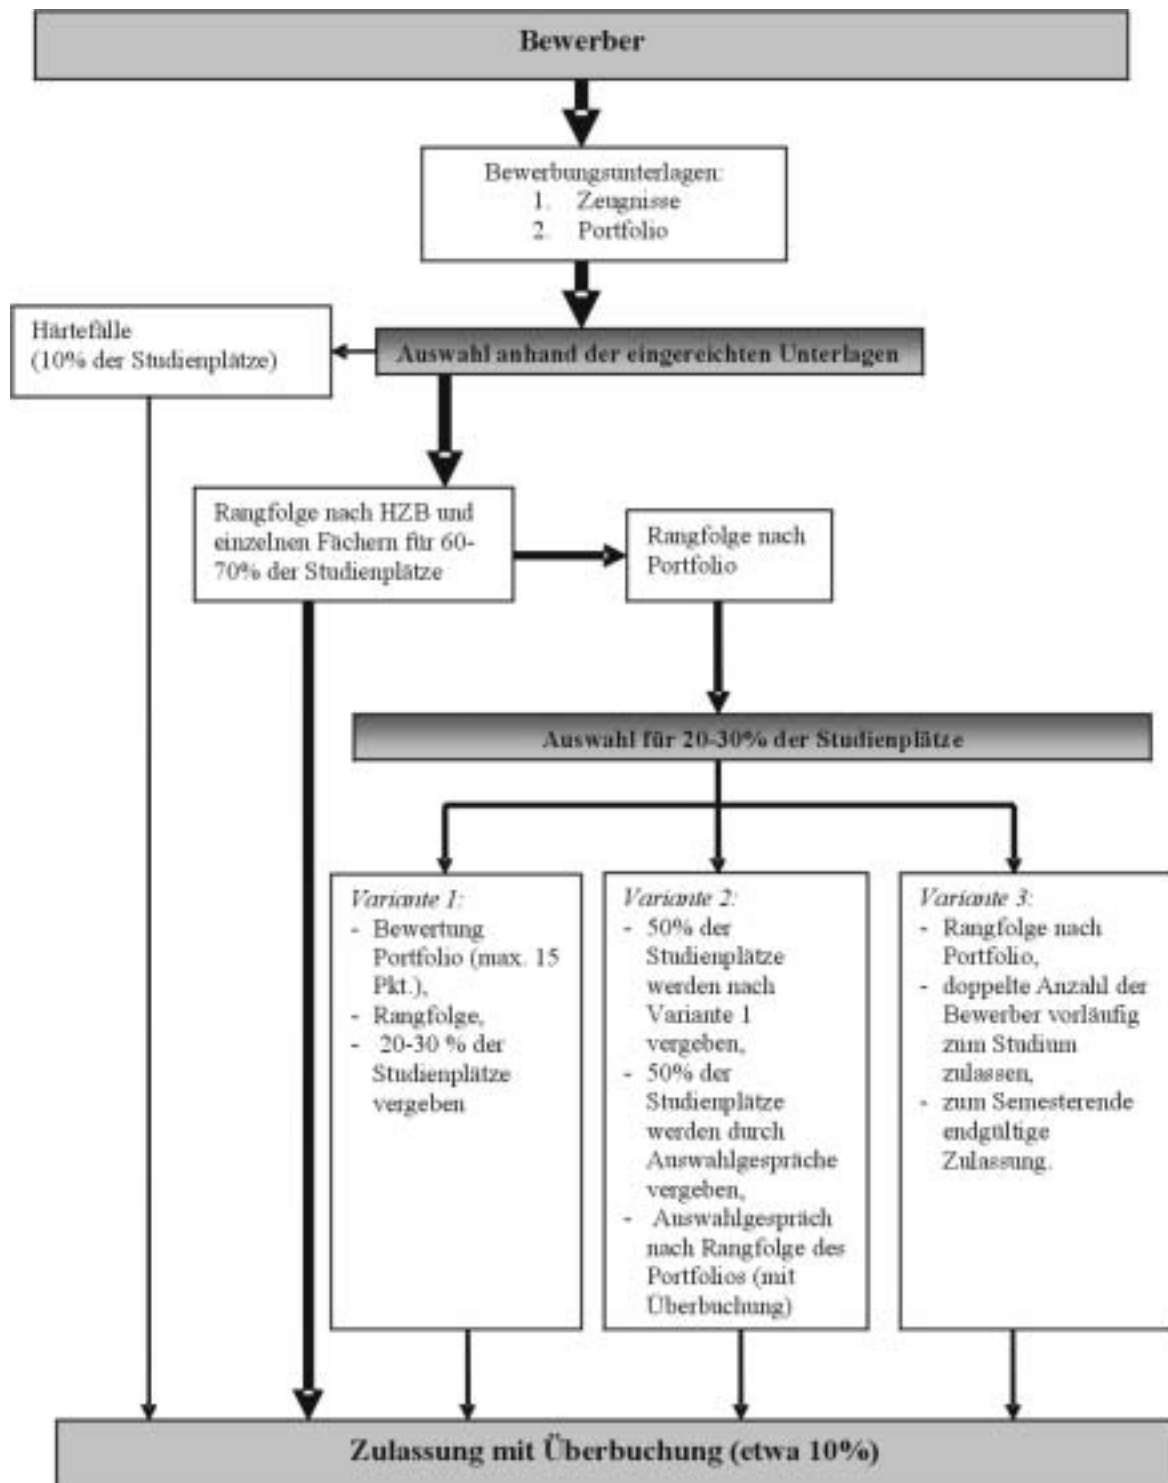 Bewerber
Bewerbungsunterlagen:
1. Zeugnisse
2. Portfolio
Härtefälle
(10% der Studienplätze)
Auswahl anhand der eingereichten Unterlagen
Rangfolge nach HZB und
einzelnen Fächern für 60-
70% der Studienplätze
Rangfolge nach
Portfolio
Auswahl für 20-30% der Studienplätze
Variante 1:
- Bewertung
Portfolio (max. 15
Pkt.),
- Rangfolge,
- 20-30 % der
Studienplätze
vergeben
Variante 2:
- 50% der
Studienplätze
werden nach
Variante 1
vergeben,
- 50% der
Studienplätze
werden durch
Auswahlgespräche
vergeben,
- Auswahlgespräch
nach Rangfolge des
Portfolios (mit
Überbuchung)
Variante 3:
- Rangfolge nach
Portfolio,
- doppelte Anzahl der
Bewerber vorläufig
zum Studium
zulassen,
- zum Semesterende
endgültige
Zulassung.
Zulassung mit Überbuchung (etwa 10%)